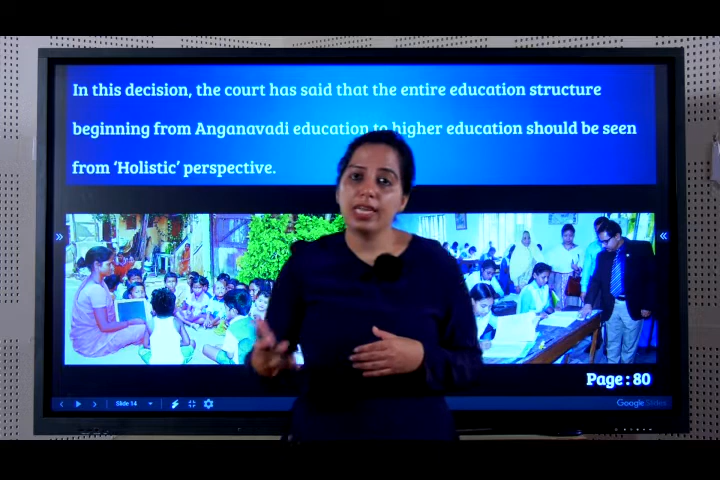 In this decision, the court has said that the entire education structure
beginning from Anganavadi education to higher education should be seen
from ‘Holistic’ perspective.
Page : 80
Slide 14
Google Slides